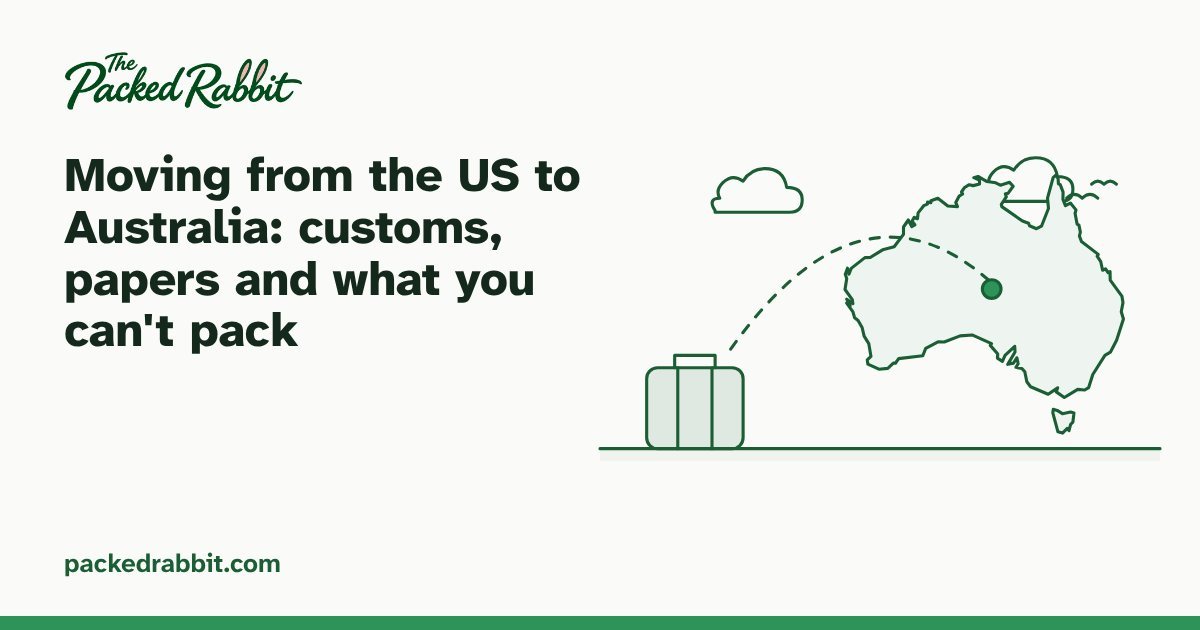 The
Packed Rabbit
Moving from the US to
Australia: customs,
papers and what you
can't pack
packedrabbit.com